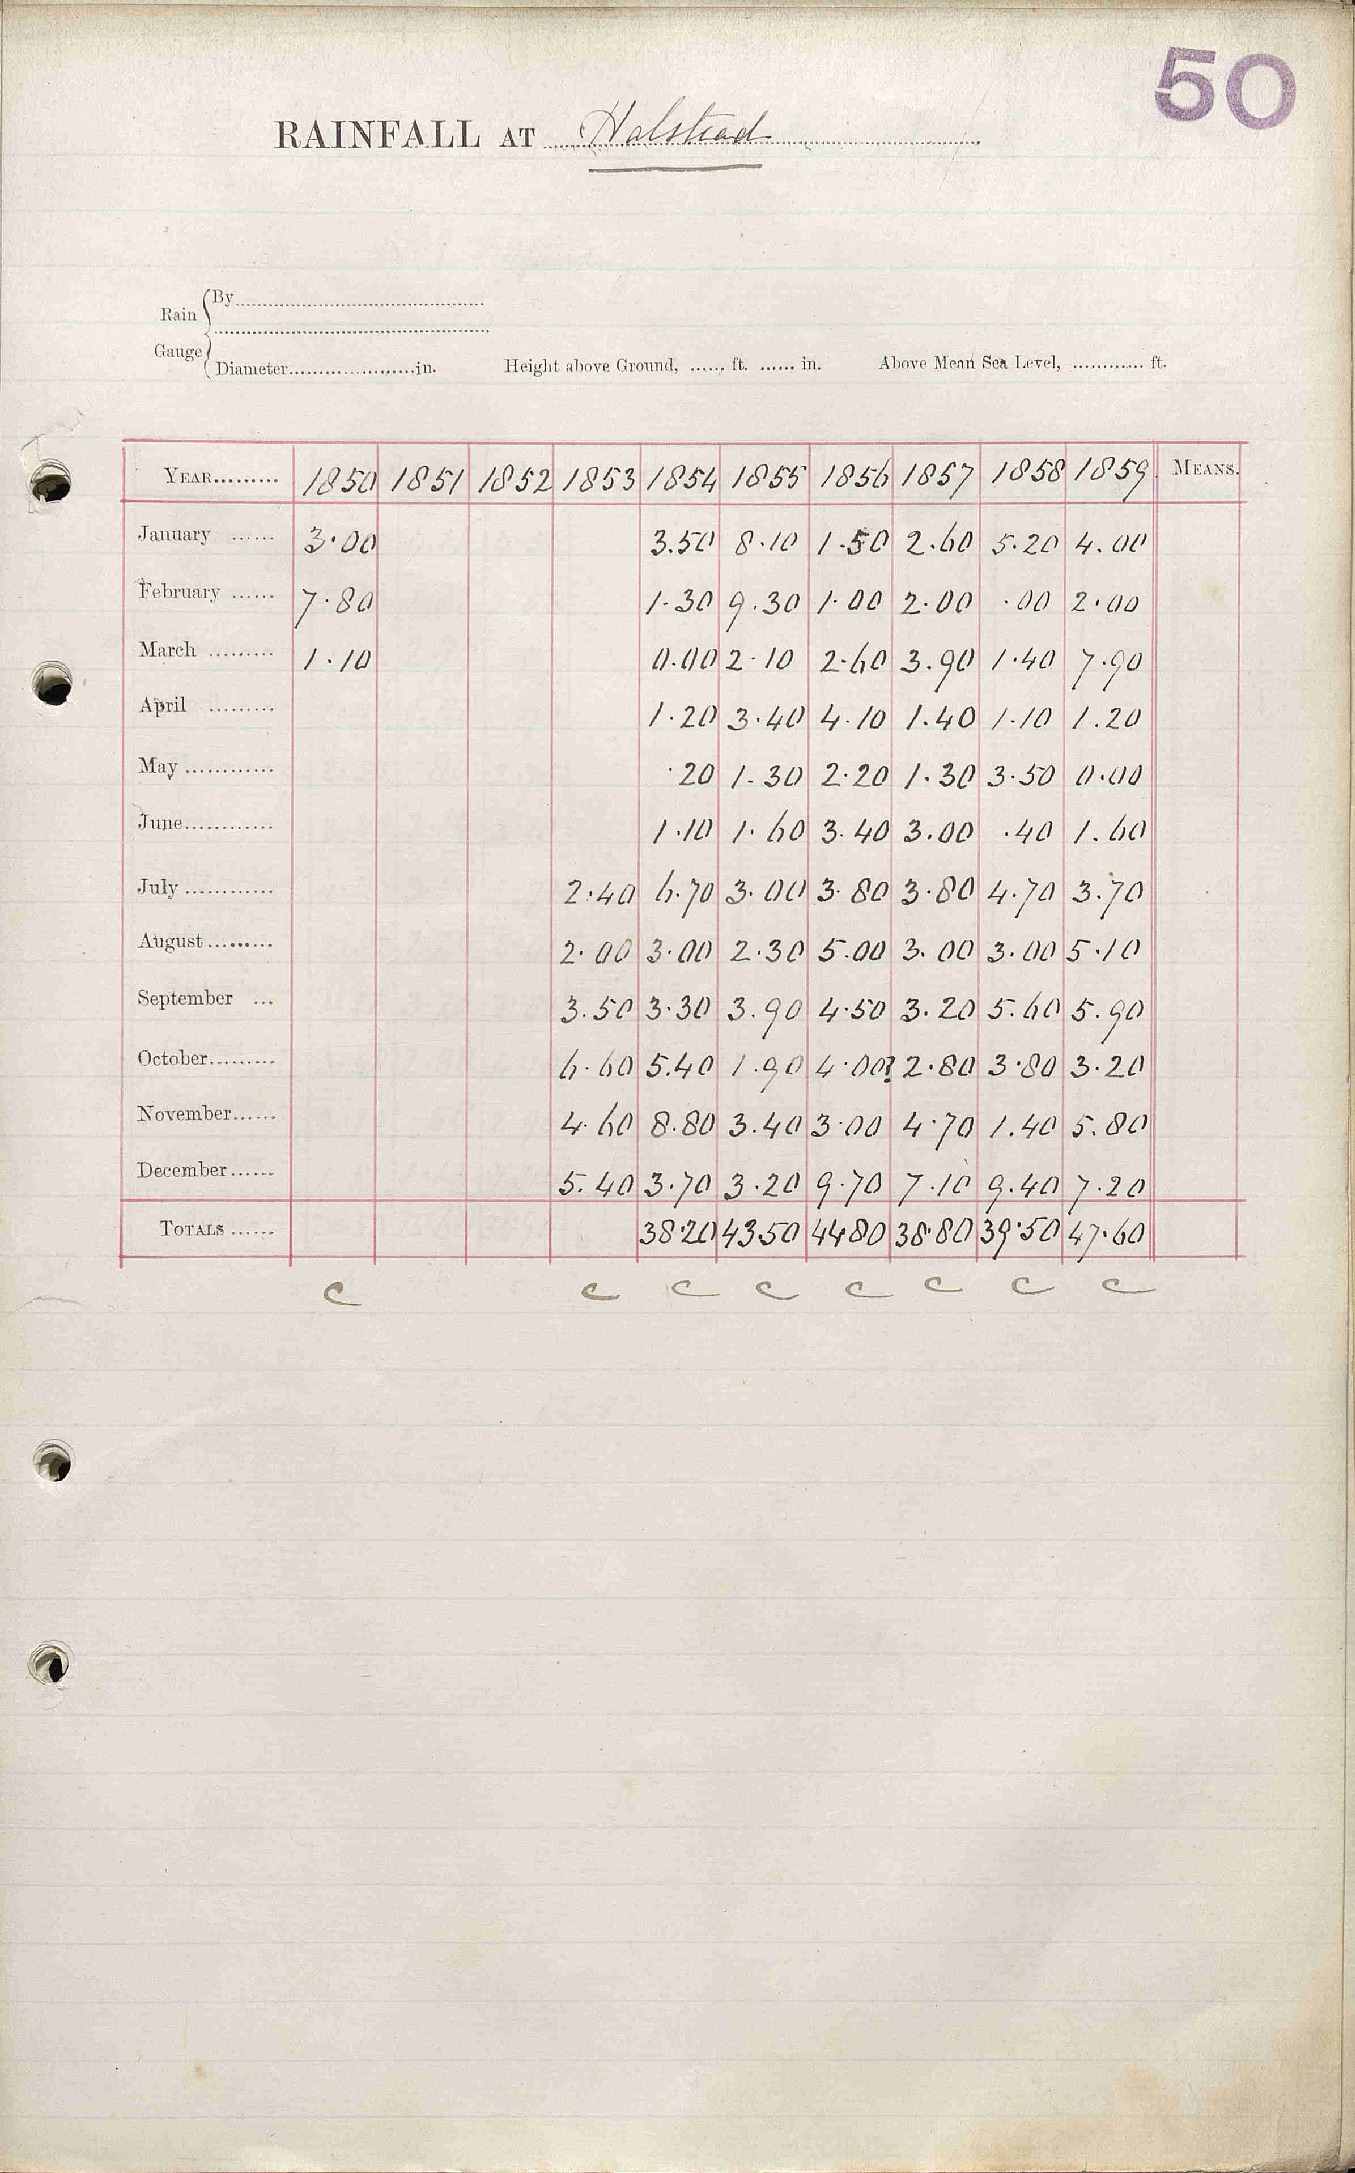 50
RAINFALL AT Halstead
Rain Gauge { By..........
Diameter..........in. Height above Ground, ...... ft. ...... in. Above Mean Sea Level, ............ ft.
YEAR......... 1850 1851 1852 1853 1854 1855 1856 1857 1858 1859 MEANS.
January ...... 3.00 3.50 8.10 1.50 2.60 5.20 4.00
February ...... 7.80 1.30 9.30 1.00 2.00 .00 2.00
March ......... 1.10 0.00 2.10 2.60 3.90 1.40 7.90
April ......... 1.20 3.40 4.10 1.40 1.10 1.20
May ............ .20 1.30 2.20 1.30 3.50 0.00
June............ 1.10 1.60 3.40 3.00 .40 1.60
July ............ 2.40 6.70 3.00 3.80 3.80 4.70 3.70
August ......... 2.00 3.00 2.30 5.00 3.00 3.00 5.10
September ... 3.50 3.30 3.90 4.50 3.20 5.60 5.90
October......... 6.60 5.40 1.90 4.00? 2.80 3.80 3.20
November...... 4.60 8.80 3.40 3.00 4.70 1.40 5.80
December ...... 5.40 3.70 3.20 9.70 7.10 9.40 7.20
TOTALS ...... 38.20 43.50 44.80 38.80 39.50 47.60
c c c c c c c c